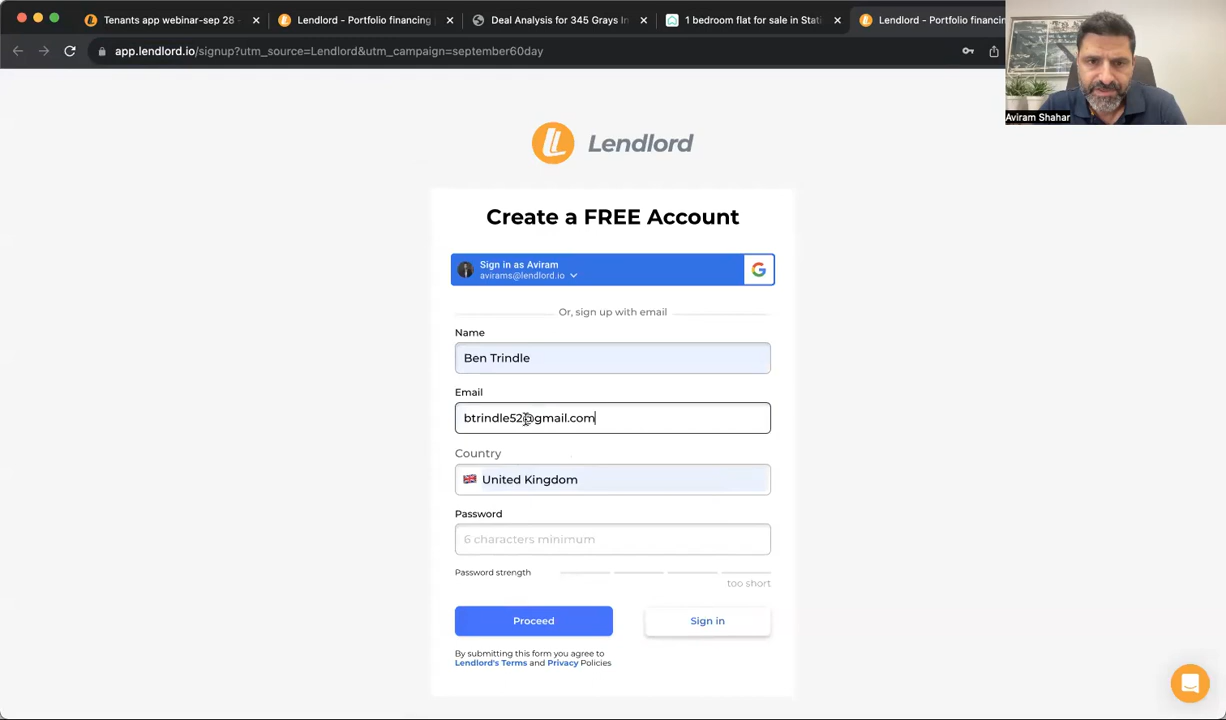 Tenants app webinar-sep 28 -
Lendlord - Portfolio financing
Deal Analysis for 345 Grays In
1 bedroom flat for sale in Stati
Lendlord - Portfolio financin
app.lendlord.io/signup?utm_source=Lendlord&utm_campaign=september60day
Aviram Shahar
Lendlord
Create a FREE Account
Sign in as Aviram
avirams@lendlord.io
Or, sign up with email
Name
Ben Trindle
Email
btrindle52@gmail.com
Country
United Kingdom
Password
6 characters minimum
Password strength
too short
Proceed
Sign in
By submitting this form you agree to
Lendlord's Terms and Privacy Policies